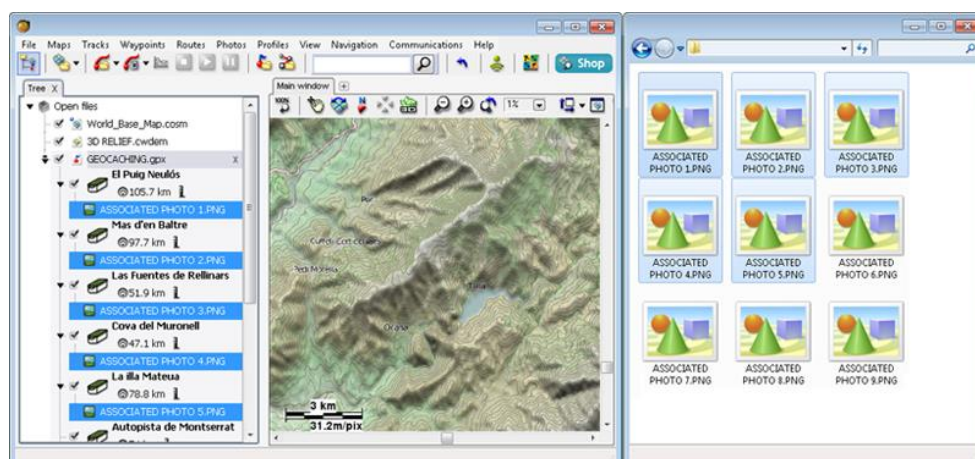 File Maps Tracks Waypoints Routes Photos Profiles View Navigation Communications Help
Shop
Tree X
Open files
World_Base_Map.cosm
3D RELIEF.cwdem
GEOCACHING.gpx x
El Puig Neulós
105.7 km
ASSOCIATED PHOTO 1.PNG
Mas d'en Baltre
97.7 km
ASSOCIATED PHOTO 2.PNG
Las Fuentes de Rellinars
51.9 km
ASSOCIATED PHOTO 3.PNG
Cova del Muronell
47.1 km
ASSOCIATED PHOTO 4.PNG
La illa Mateua
78.8 km
ASSOCIATED PHOTO 5.PNG
Autopista de Montserrat
Main window
100%
1%
3 km
31.2m/pix
ASSOCIATED
PHOTO 1.PNG
ASSOCIATED
PHOTO 2.PNG
ASSOCIATED
PHOTO 3.PNG
ASSOCIATED
PHOTO 4.PNG
ASSOCIATED
PHOTO 5.PNG
ASSOCIATED
PHOTO 6.PNG
ASSOCIATED
PHOTO 7.PNG
ASSOCIATED
PHOTO 8.PNG
ASSOCIATED
PHOTO 9.PNG